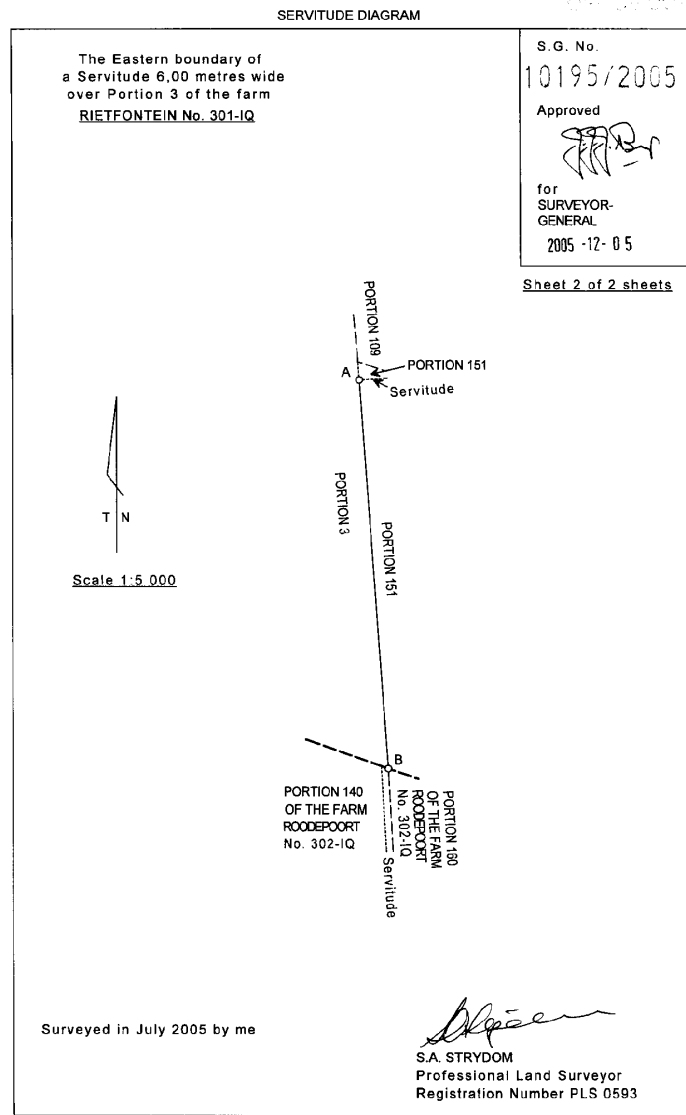 SERVITUDE DIAGRAM
The Eastern boundary of
a Servitude 6,00 metres wide
over Portion 3 of the farm
RIETFONTEIN No. 301-IQ
S.G. No.
10195/2005
Approved
for
SURVEYOR-
GENERAL
2005 -12- 05
Sheet 2 of 2 sheets
PORTION 109
PORTION 151
A
Servitude
PORTION 3
PORTION 151
T N
Scale 1:5 000
B
PORTION 140
OF THE FARM
ROODEPOORT
No. 302-IQ
PORTION 160
OF THE FARM
ROODEPOORT
No. 302-IQ
Servitude
Surveyed in July 2005 by me
S.A. STRYDOM
Professional Land Surveyor
Registration Number PLS 0593